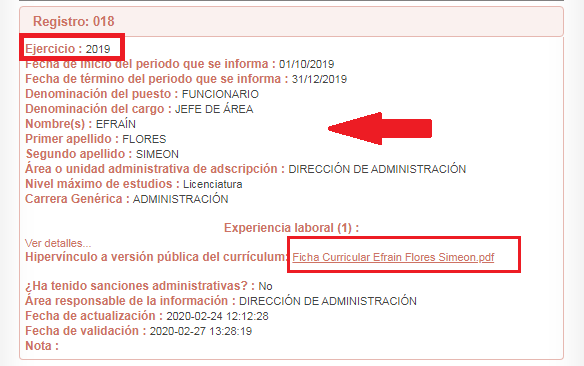 Registro: 018
Ejercicio : 2019
Fecha de inicio del periodo que se informa : 01/10/2019
Fecha de término del periodo que se informa : 31/12/2019
Denominación del puesto : FUNCIONARIO
Denominación del cargo : JEFE DE ÁREA
Nombre(s) : EFRAÍN
Primer apellido : FLORES
Segundo apellido : SIMEON
Área o unidad administrativa de adscripción : DIRECCIÓN DE ADMINISTRACIÓN
Nivel máximo de estudios : Licenciatura
Carrera Genérica : ADMINISTRACIÓN
Experiencia laboral (1) :
Ver detalles...
Hipervínculo a versión pública del currículum: Ficha Curricular Efrain Flores Simeon.pdf
¿Ha tenido sanciones administrativas? : No
Área responsable de la información : DIRECCIÓN DE ADMINISTRACIÓN
Fecha de actualización : 2020-02-24 12:12:28
Fecha de validación : 2020-02-27 13:28:19
Nota :